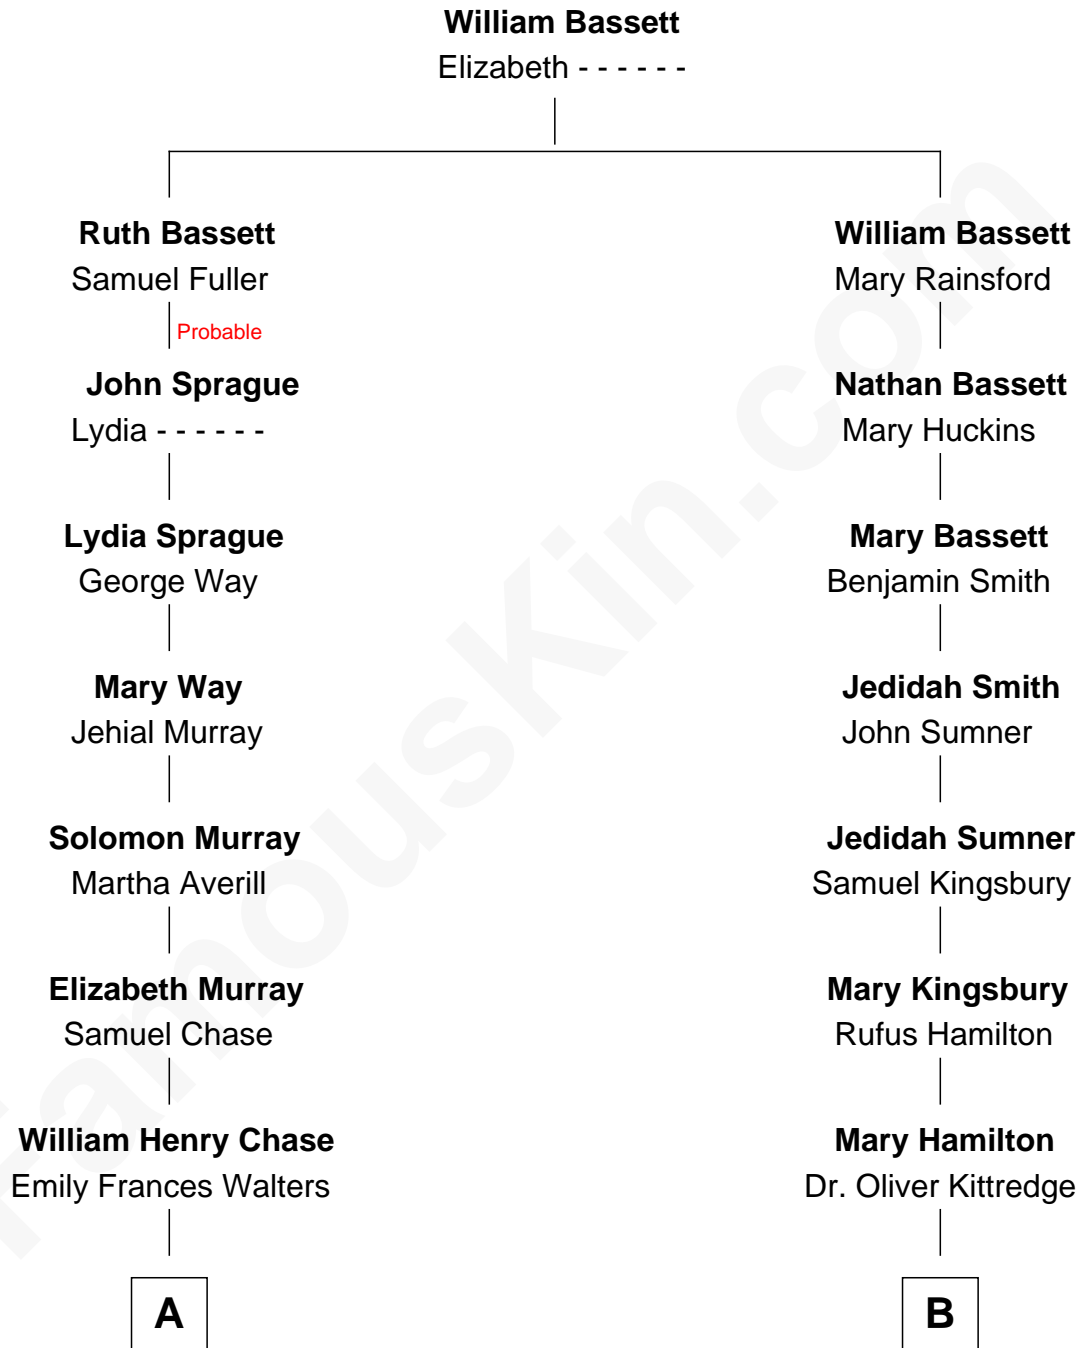 William Bassett
Elizabeth - - - - - -
Ruth Bassett
Samuel Fuller
Probable
John Sprague
Lydia - - - - - -
Lydia Sprague
George Way
Mary Way
Jehial Murray
Solomon Murray
Martha Averill
Elizabeth Murray
Samuel Chase
William Henry Chase
Emily Frances Walters
A
William Bassett
Mary Rainsford
Nathan Bassett
Mary Huckins
Mary Bassett
Benjamin Smith
Jedidah Smith
John Sumner
Jedidah Sumner
Samuel Kingsbury
Mary Kingsbury
Rufus Hamilton
Mary Hamilton
Dr. Oliver Kittredge
B
FamousKin.com